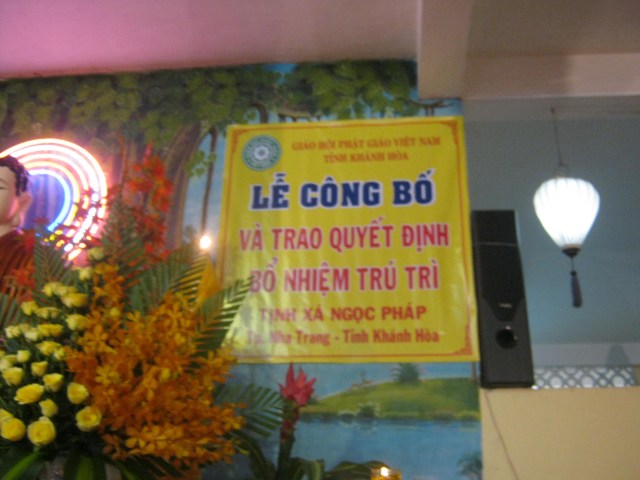 GIÁO HỘI PHẬT GIÁO VIỆT NAM
TỈNH KHÁNH HÒA
LỄ CÔNG BỐ
VÀ TRAO QUYẾT ĐỊNH
BỔ NHIỆM TRÚ TRÌ
TỊNH XÁ NGỌC PHÁP
Tp. Nha Trang - Tỉnh Khánh Hòa